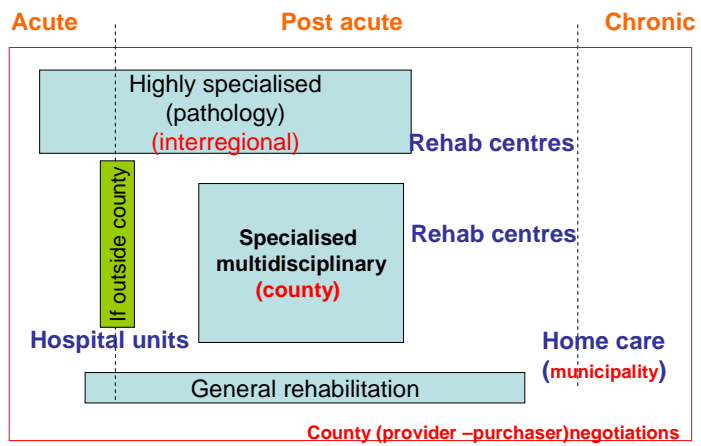 Acute
Post acute
Chronic
Highly specialised
(pathology)
(interregional)
Rehab centres
If outside county
Specialised
multidisciplinary
(county)
Rehab centres
Hospital units
Home care
(municipality)
General rehabilitation
County (provider –purchaser)negotiations